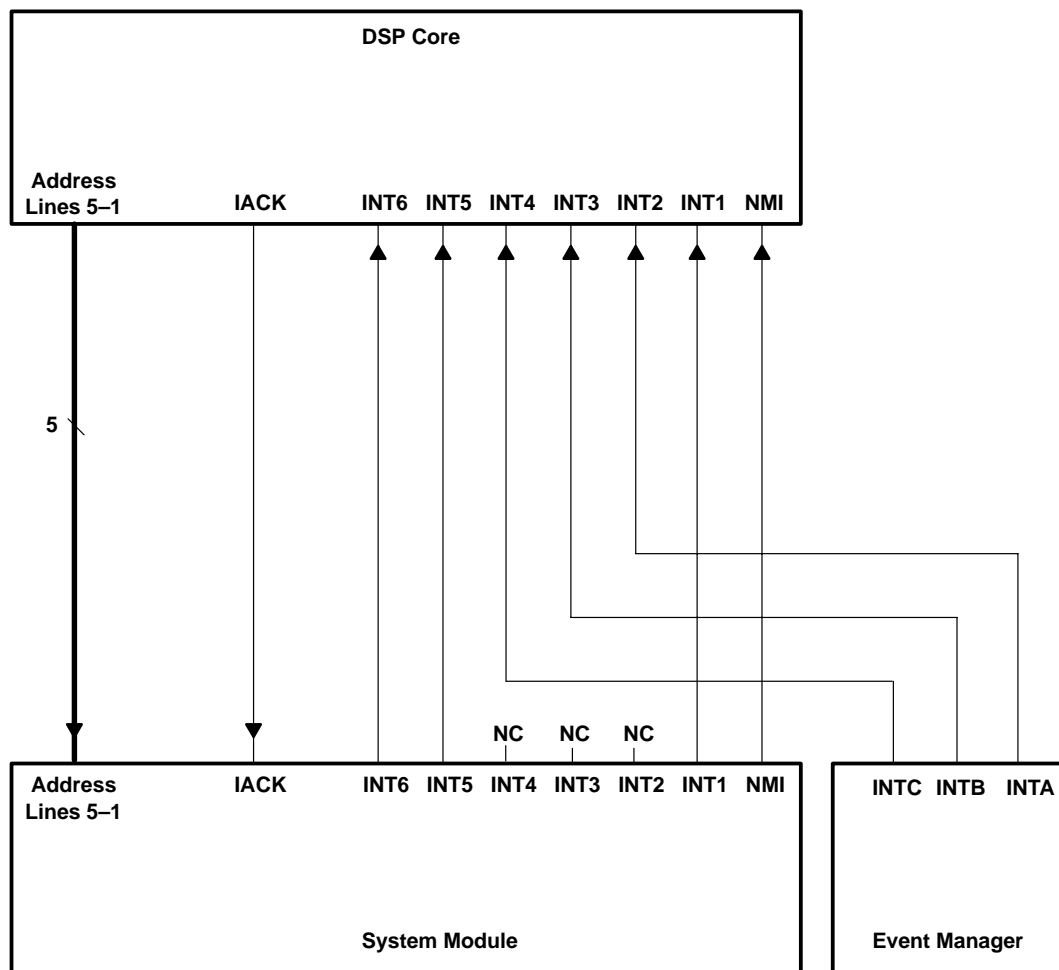 DSP Core
Address
Lines 5–1
IACK
INT6
INT5
INT4
INT3
INT2
INT1
NMI
5
NC
NC
NC
Address
Lines 5–1
IACK
INT6
INT5
INT4
INT3
INT2
INT1
NMI
INTC
INTB
INTA
System Module
Event Manager